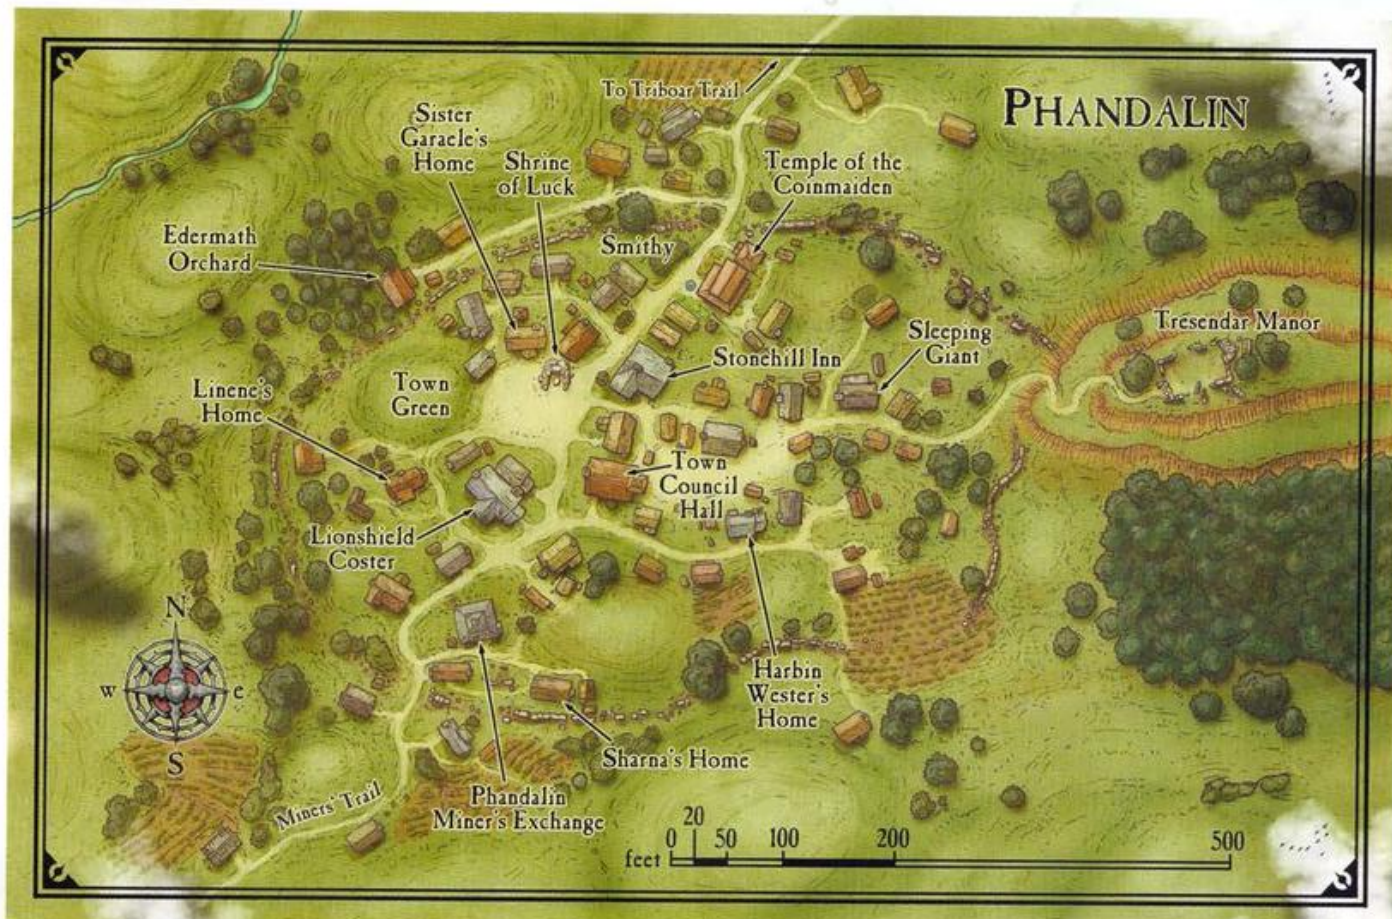 To Triboar Trail
PHANDALIN
Sister
Garaele's
Home
Shrine
of Luck
Temple of the
Coinmaiden
Edermath
Orchard
Smithy
Tresendar Manor
Sleeping
Giant
Stonehill Inn
Town
Green
Linene's
Home
Town
Council
Hall
Lionshield
Coster
N
w
e
S
Harbin
Wester's
Home
Sharna's Home
Phandalin
Miner's Exchange
Miners' Trail
20
0 50 100 200 500
feet